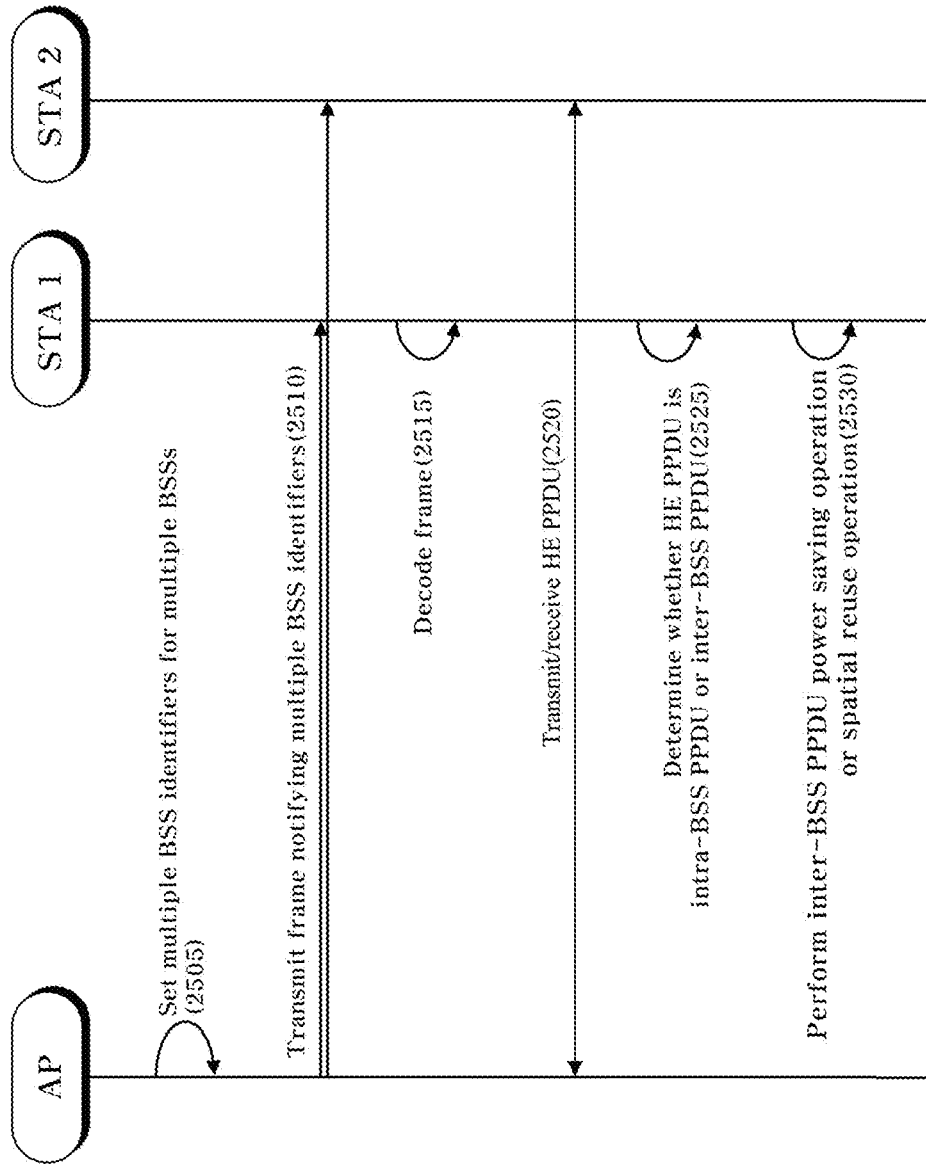 AP
STA 1
STA 2
Set multiple BSS identifiers for multiple BSSs
(2505)
Transmit frame notifying multiple BSS identifiers(2510)
Decode frame(2515)
Transmit/receive HE PPDU(2520)
Determine whether HE PPDU is
intra-BSS PPDU or inter-BSS PPDU(2525)
Perform inter-BSS PPDU power saving operation
or spatial reuse operation(2530)